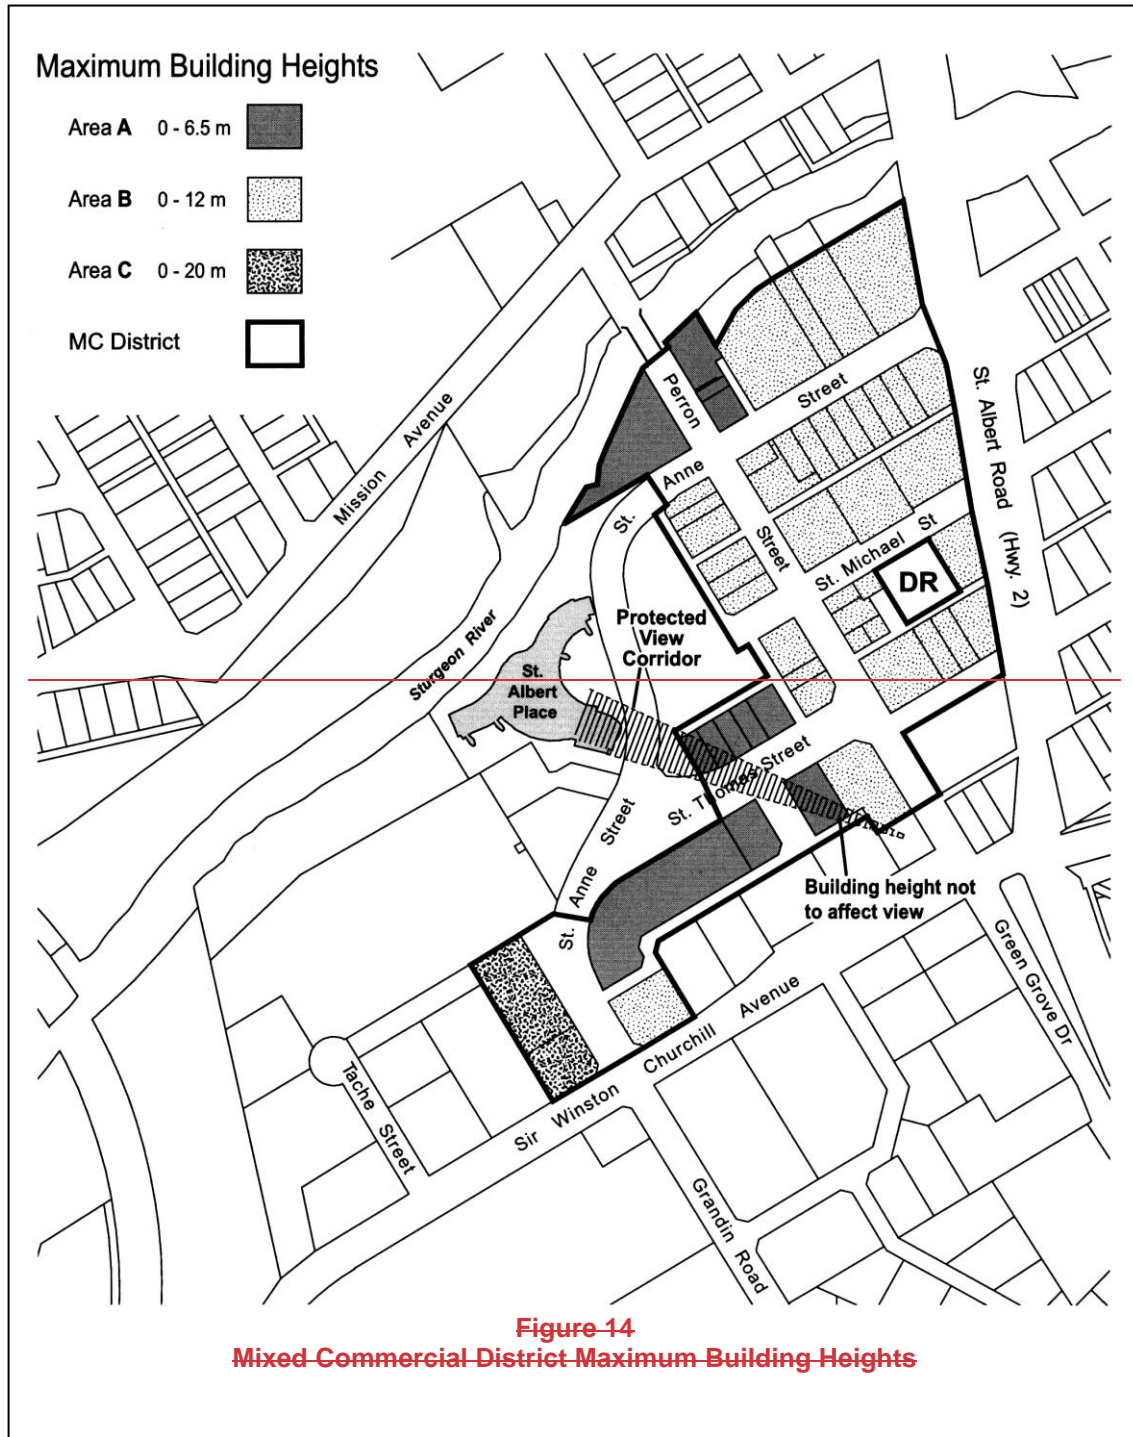 Maximum Building Heights
Area A 0 - 6.5 m
Area B 0 - 12 m
Area C 0 - 20 m
MC District
Mission Avenue
Perron Street
St. Anne Street
St. Albert Road (Hwy. 2)
St. Michael St
DR
Sturgeon River
Protected
View
Corridor
St.
Albert
Place
St. Thomas Street
St. Anne Street
Building height not
to affect view
Green Grove Dr
Sir Winston Churchill Avenue
Tache Street
Grandin Road
Figure 14
Mixed Commercial District Maximum Building Heights